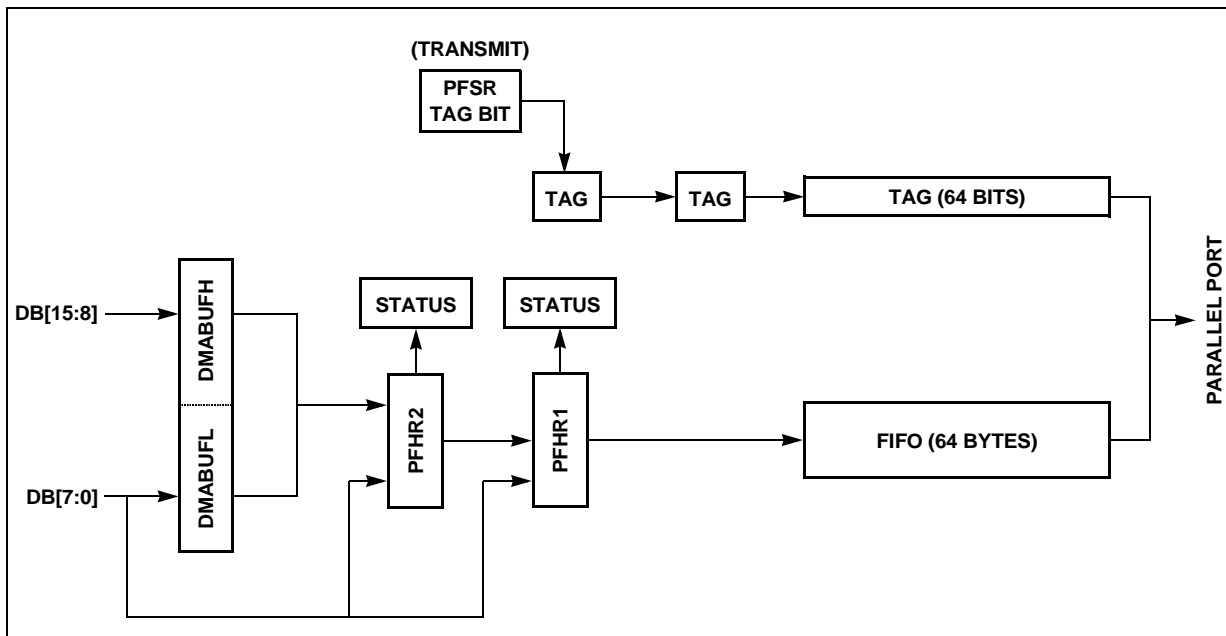 (TRANSMIT)
PFSR
TAG BIT
TAG
TAG
TAG (64 BITS)
PARALLEL PORT
STATUS
STATUS
DB[15:8]
DMABUFH
DMABUFL
PFHR2
PFHR1
FIFO (64 BYTES)
DB[7:0]